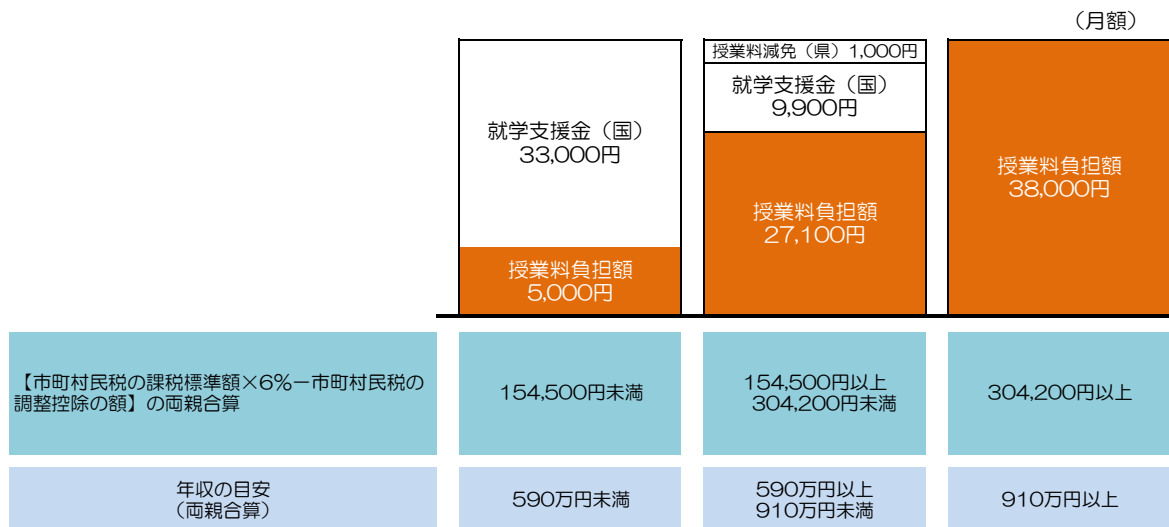 （月額）
就学支援金（国）
33,000円
授業料負担額
5,000円
授業料減免（県）1,000円
就学支援金（国）
9,900円
授業料負担額
27,100円
授業料負担額
38,000円
【市町村民税の課税標準額×6％－市町村民税の
調整控除の額】の両親合算
154,500円未満
154,500円以上
304,200円未満
304,200円以上
年収の目安
（両親合算）
590万円未満
590万円以上
910万円未満
910万円以上